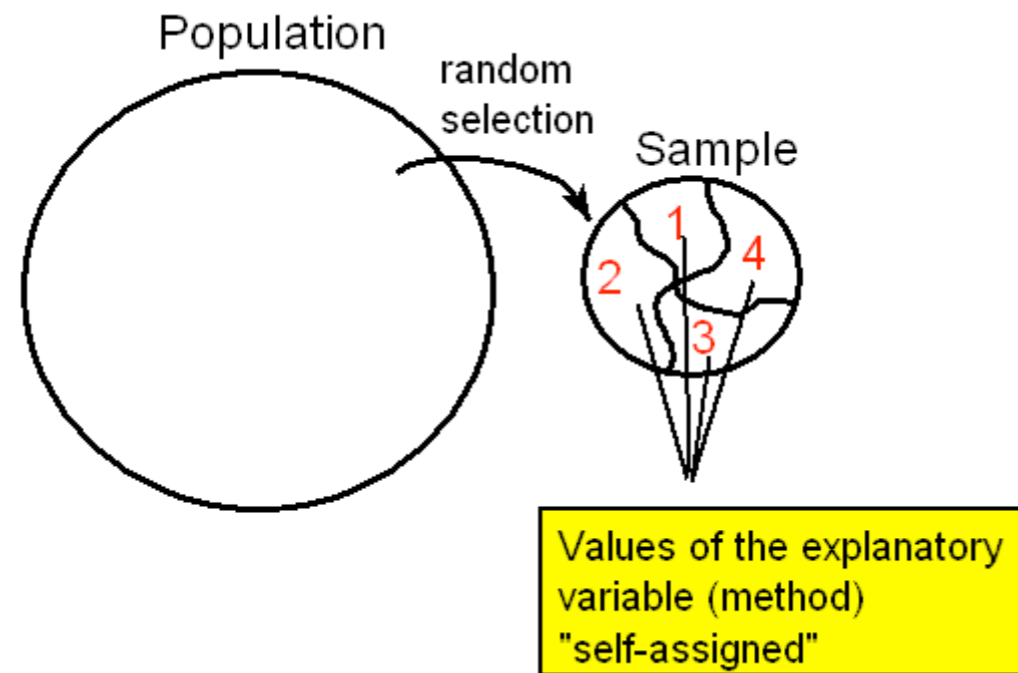 Population
random
selection
Sample
1
4
2
3
Values of the explanatory
variable (method)
"self-assigned"